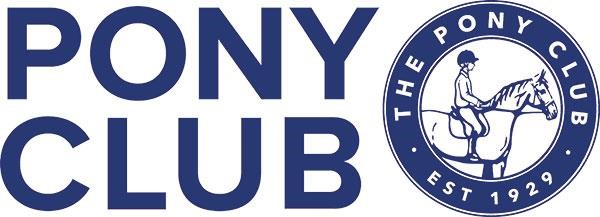 PONY
CLUB
THE PONY CLUB
EST 1929